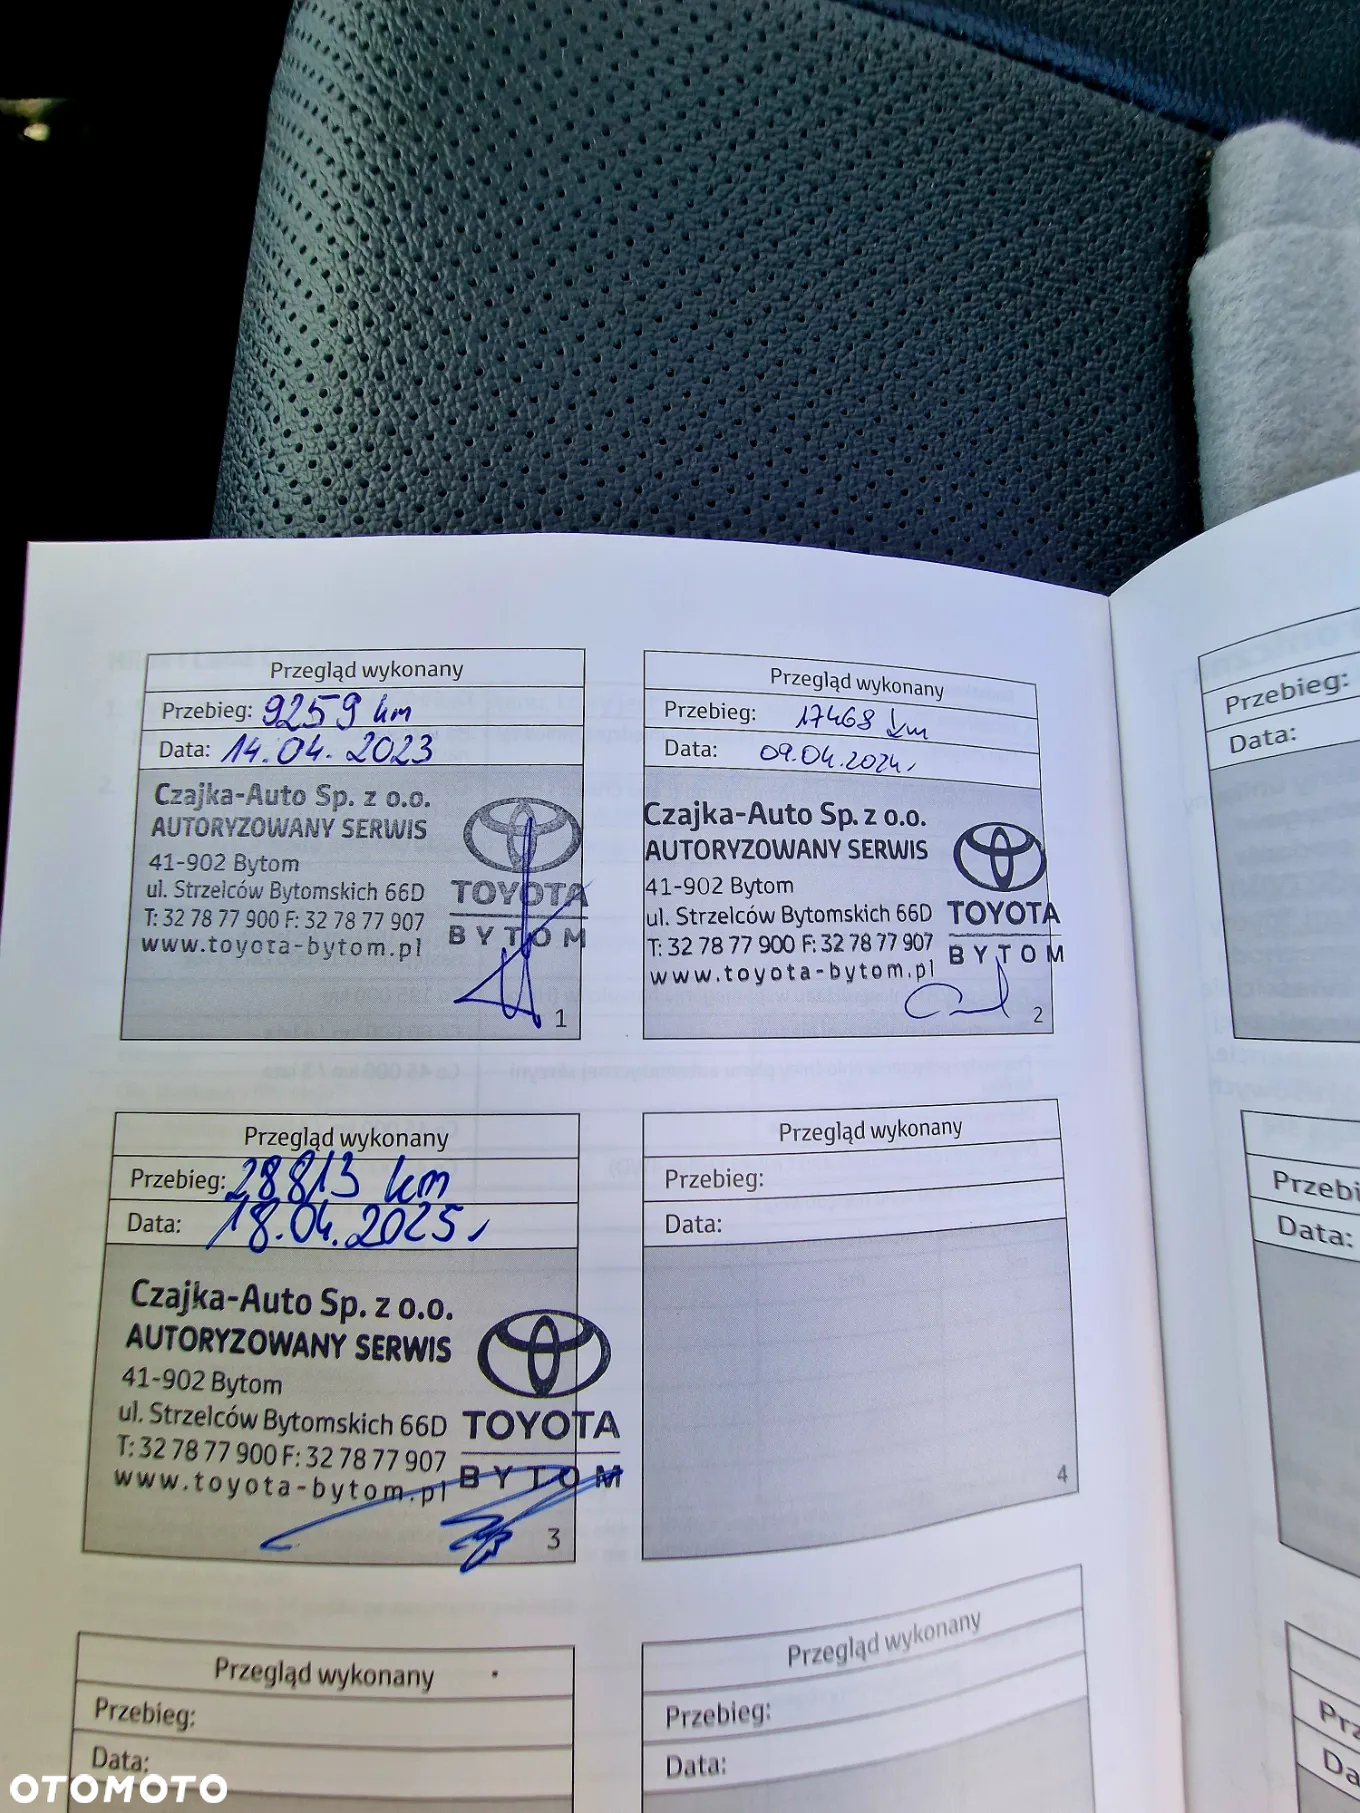 Przegląd wykonany
Przebieg: 9259 km
Data: 14.04.2023
Czajka-Auto Sp. z o.o.
AUTORYZOWANY SERWIS
41-902 Bytom
ul. Strzelców Bytomskich 66D
T: 32 78 77 900 F: 32 78 77 907
www.toyota-bytom.pl
TOYOTA
BYTOM
1
Przegląd wykonany
Przebieg: 17468 km
Data: 09.04.2024
Czajka-Auto Sp. z o.o.
AUTORYZOWANY SERWIS
41-902 Bytom
ul. Strzelców Bytomskich 66D
T: 32 78 77 900 F: 32 78 77 907
www.toyota-bytom.pl
TOYOTA
BYTOM
2
Przegląd wykonany
Przebieg: 28813 km
Data: 18.04.2025
Czajka-Auto Sp. z o.o.
AUTORYZOWANY SERWIS
41-902 Bytom
ul. Strzelców Bytomskich 66D
T: 32 78 77 900 F: 32 78 77 907
www.toyota-bytom.pl
TOYOTA
BYTOM
3
Przegląd wykonany
Przebieg:
Data:
4
Przegląd wykonany
Przebieg:
Data:
Przegląd wykonany
Przebieg:
Data:
Przebieg:
Data:
Przebi
Data:
Prz
Da
OTOMOTO